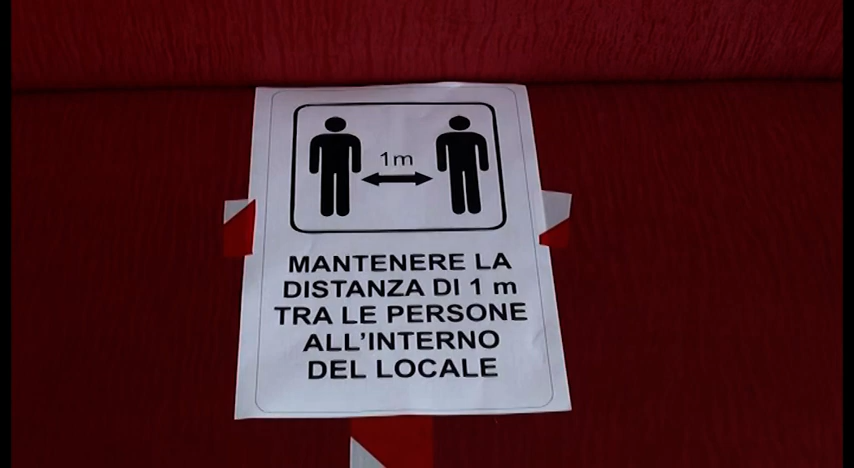 1m
MANTENERE LA
DISTANZA DI 1 m
TRA LE PERSONE
ALL'INTERNO
DEL LOCALE